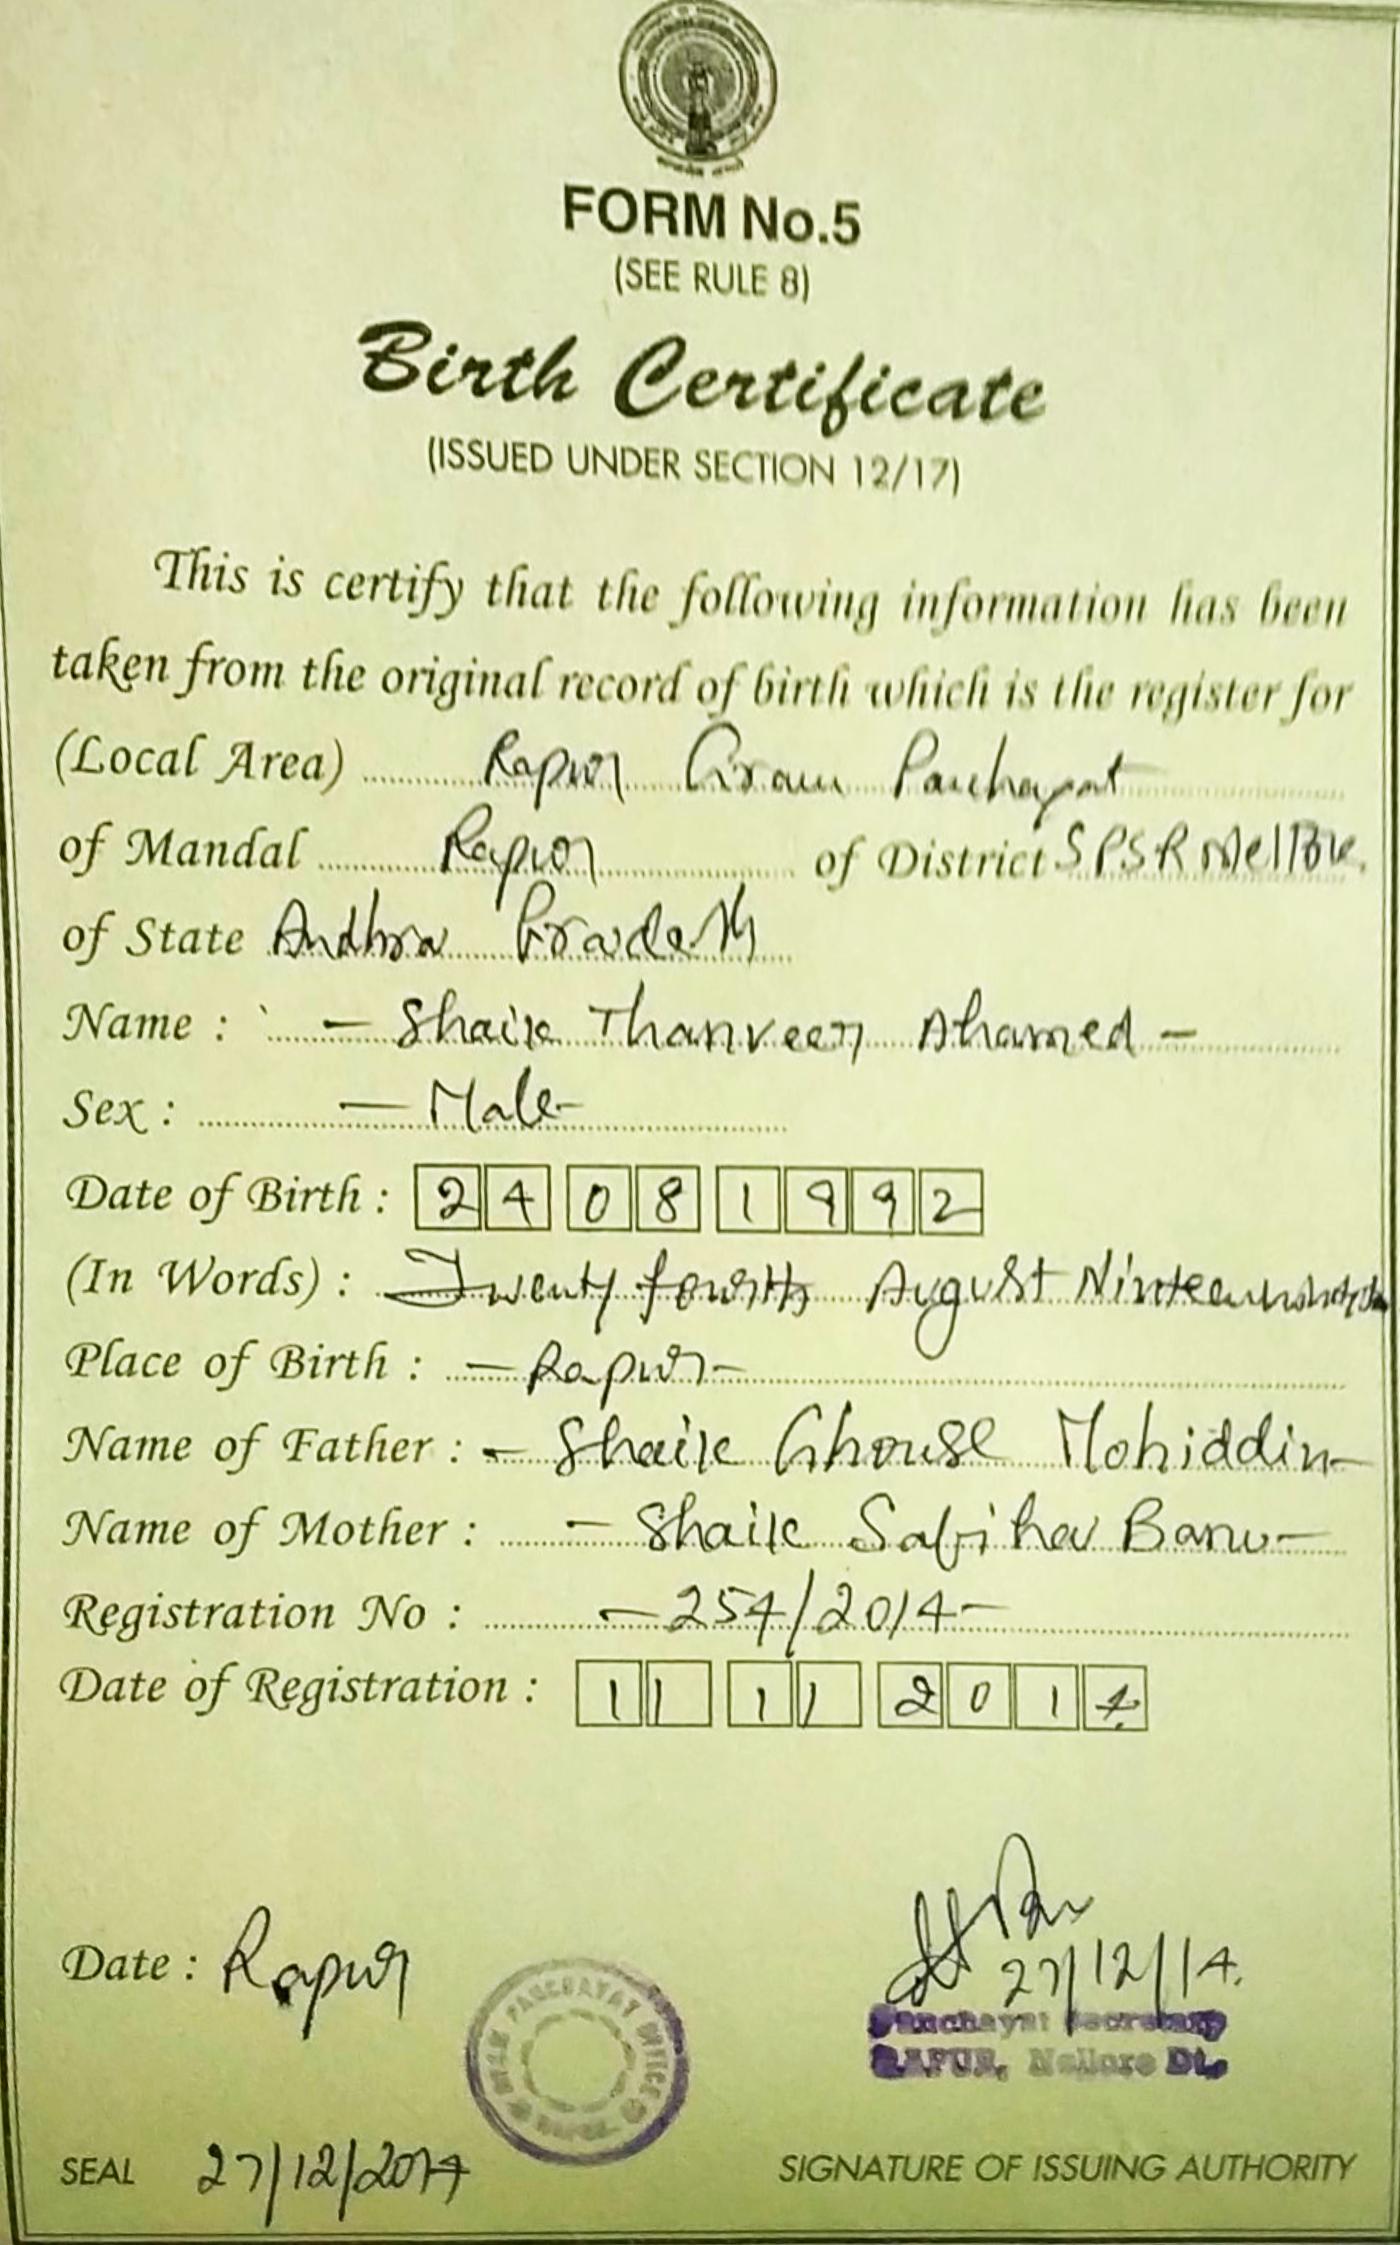 FORM No.5
(SEE RULE 8)
Birth Certificate
(ISSUED UNDER SECTION 12/17)
This is certify that the following information has been
taken from the original record of birth which is the register for
(Local Area) Rapur Gram Panchayat
of Mandal Rapur of District SPSR Nellore.
of State Andhra Pradesh
Name : - Shaik Thanveer Ahamed -
Sex : - Male -
Date of Birth : 24 08 1992
(In Words) : Twenty fourth August
Place of Birth : - Rapur -
Name of Father : - Shaik Ghouse Mohiddin -
Name of Mother : - Shaik Sabiha Banu -
Registration No : - 254/2014 -
Date of Registration : 11 11 2014
27/12/14.
Date : Rapur
PANCHAYAT OFFICE
Panchayat Secretary
RAPUR, Nellore Dt.
SEAL 27/12/2014
SIGNATURE OF ISSUING AUTHORITY